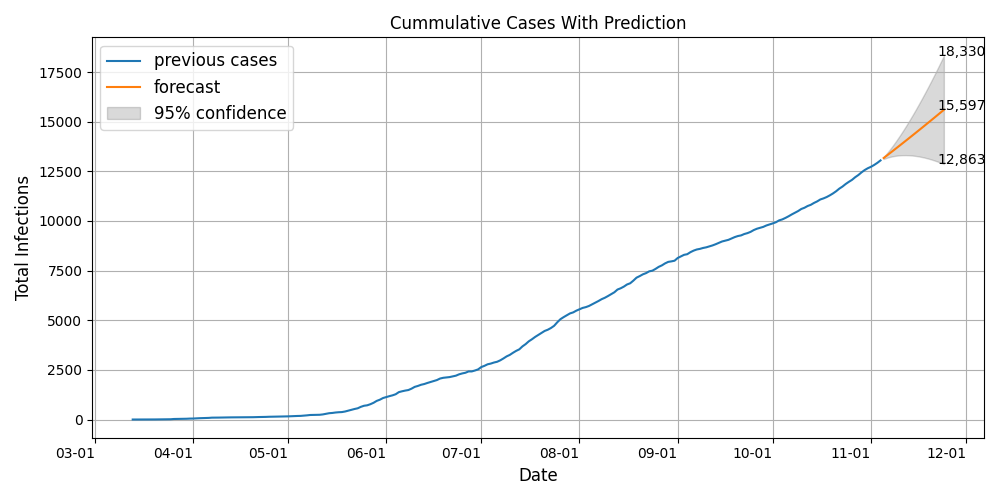 Cummulative Cases With Prediction
previous cases
forecast
95% confidence
18,330
15,597
12,863
Total Infections
17500
15000
12500
10000
7500
5000
2500
0
03-01 04-01 05-01 06-01 07-01 08-01 09-01 10-01 11-01 12-01
Date